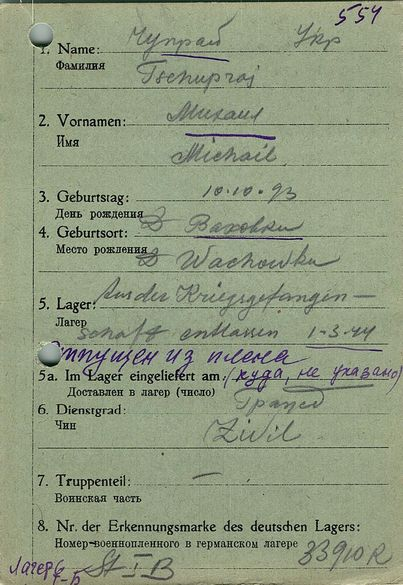 554
1. Name: Чупрай Укр
Фамилия Tschupraj
2. Vornamen: Михаил
Имя
Michail
3. Geburtstag: 10.10.93
День рождения
4. Geburtsort: D Ваховки
Место рождения D Wachowku
5. Lager: Aus der Kriegsgefangen-
Лагерь schaft entlassen 1-3-44
Отпущен из плена
5a. Im Lager eingeliefert am: (куда, не указано)
Доставлен в лагерь (число)
6. Dienstgrad: Гражд
Чин Zivil.
7. Truppenteil: —
Воинская часть
8. Nr. der Erkennungsmarke des deutschen Lagers:
Номер военнопленного в германском лагере 33910 R
Лагерь St I B